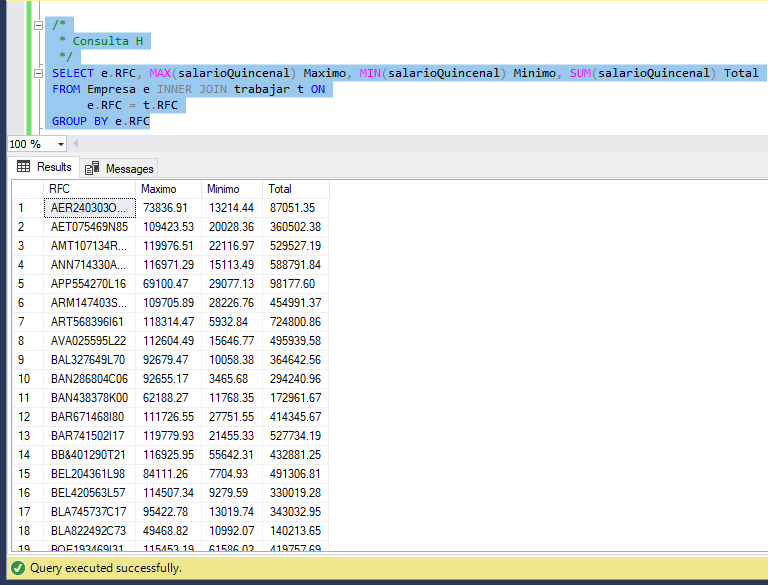 /*
* Consulta H
*/
SELECT e.RFC, MAX(salarioQuincenal) Maximo, MIN(salarioQuincenal) Minimo, SUM(salarioQuincenal) Total
FROM Empresa e INNER JOIN trabajar t ON
e.RFC = t.RFC
GROUP BY e.RFC
100 %
Results Messages
RFC Maximo Minimo Total
1 AER240303O... 73836.91 13214.44 87051.35
2 AET075469N85 109423.53 20028.36 360502.38
3 AMT107134R... 119976.51 22116.97 529527.19
4 ANN714330A... 116971.29 15113.49 588791.84
5 APP554270L16 69100.47 29077.13 98177.60
6 ARM147403S... 109705.89 28226.76 454991.37
7 ART568396I61 118314.47 5932.84 724800.86
8 AVA025595L22 112604.49 15646.77 495939.58
9 BAL327649L70 92679.47 10058.38 364642.56
10 BAN286804C06 92655.17 3465.68 294240.96
11 BAN438378K00 62188.27 11768.35 172961.67
12 BAR671468I80 111726.55 27751.55 414345.67
13 BAR741502I17 119779.93 21455.33 527734.19
14 BB&401290T21 116925.95 55642.31 432881.25
15 BEL204361L98 84111.26 7704.93 491306.81
16 BEL420563L57 114507.34 9279.59 330019.28
17 BLA745737C17 95422.78 13019.74 343032.95
18 BLA822492C73 49468.82 10992.07 140213.65
19 BOE193469I31 115453.19 61586.02 419757.69
Query executed successfully.